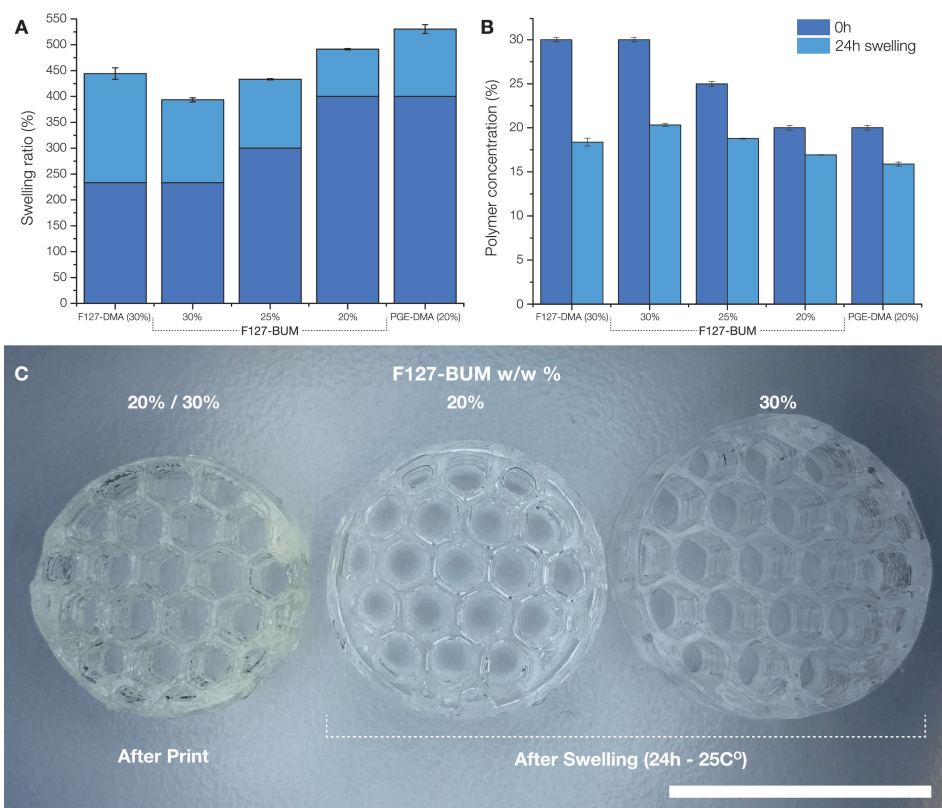 A
Swelling ratio (%)
550
500
450
400
350
300
250
200
150
100
50
0
F127-DMA (30%)
30%
25%
20%
PGE-DMA (20%)
F127-BUM
B
0h
24h swelling
Polymer concentration (%)
30
25
20
15
10
5
0
F127-DMA (30%)
30%
25%
20%
PGE-DMA (20%)
F127-BUM
C
F127-BUM w/w %
20% / 30%
20%
30%
After Print
After Swelling (24h - 25Cº)